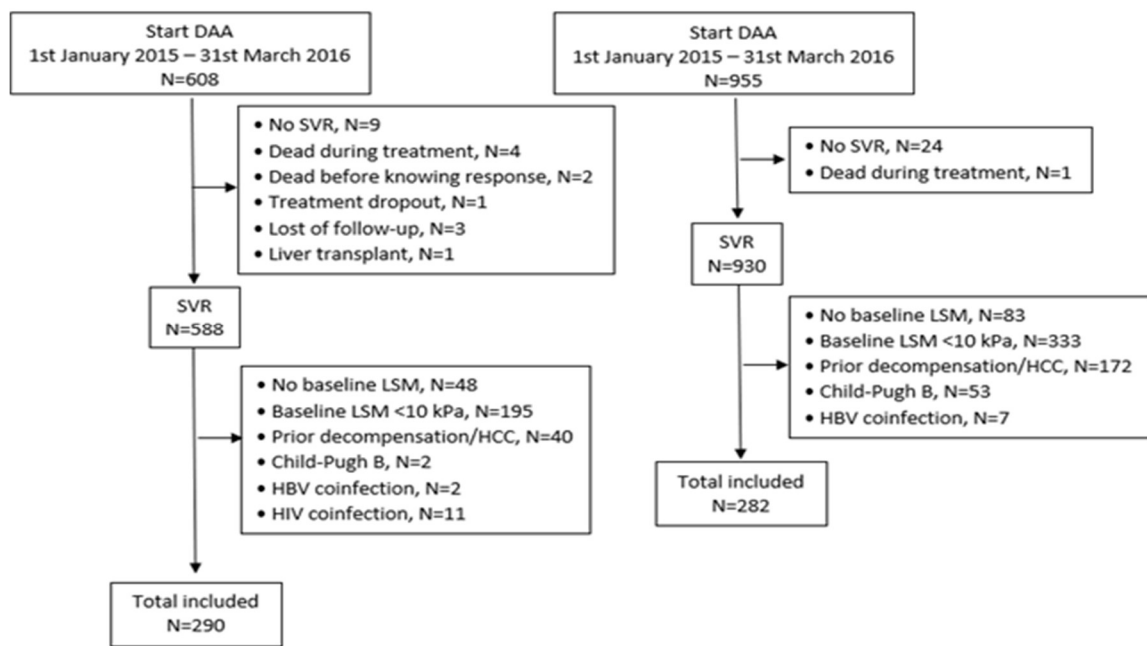 Start DAA
1st January 2015 – 31st March 2016
N=608
• No SVR, N=9
• Dead during treatment, N=4
• Dead before knowing response, N=2
• Treatment dropout, N=1
• Lost of follow-up, N=3
• Liver transplant, N=1
SVR
N=588
• No baseline LSM, N=48
• Baseline LSM <10 kPa, N=195
• Prior decompensation/HCC, N=40
• Child-Pugh B, N=2
• HBV coinfection, N=2
• HIV coinfection, N=11
Total included
N=290
Start DAA
1st January 2015 – 31st March 2016
N=955
• No SVR, N=24
• Dead during treatment, N=1
SVR
N=930
• No baseline LSM, N=83
• Baseline LSM <10 kPa, N=333
• Prior decompensation/HCC, N=172
• Child-Pugh B, N=53
• HBV coinfection, N=7
Total included
N=282